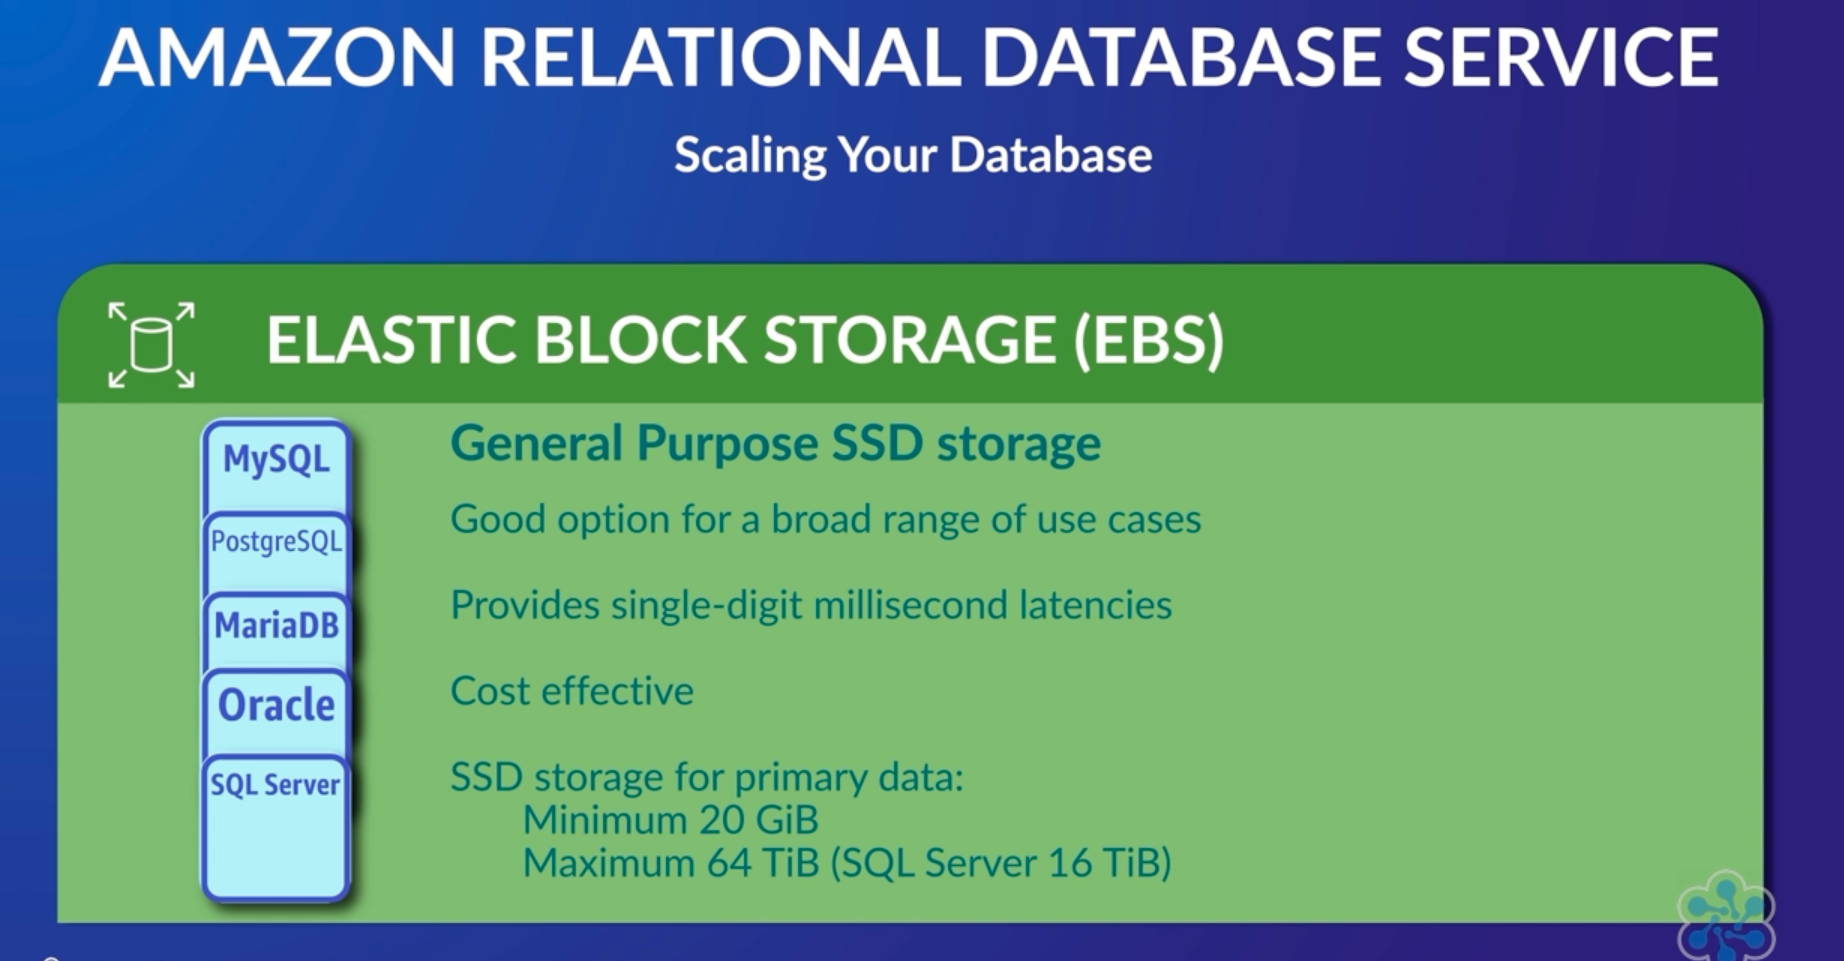 AMAZON RELATIONAL DATABASE SERVICE
Scaling Your Database
ELASTIC BLOCK STORAGE (EBS)
MySQL
PostgreSQL
MariaDB
Oracle
SQL Server
General Purpose SSD storage
Good option for a broad range of use cases
Provides single-digit millisecond latencies
Cost effective
SSD storage for primary data:
Minimum 20 GiB
Maximum 64 TiB (SQL Server 16 TiB)